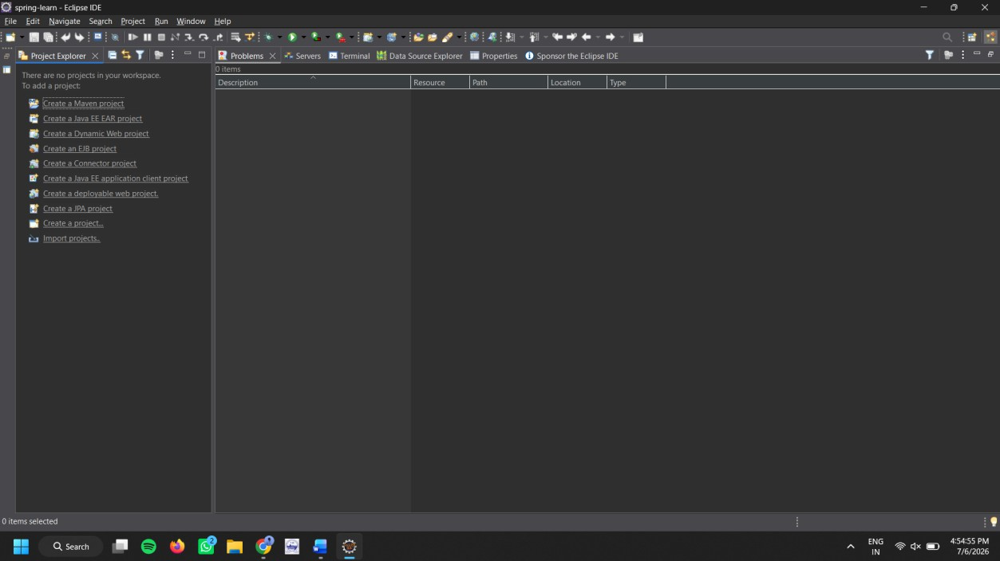 spring-learn - Eclipse IDE
File Edit Navigate Search Project Run Window Help
Project Explorer
Problems Servers Terminal Data Source Explorer Properties Sponsor the Eclipse IDE
There are no projects in your workspace.
To add a project:
Create a Maven project
Create a Java EE EAR project
Create a Dynamic Web project
Create an EJB project
Create a Connector project
Create a Java EE application client project
Create a deployable web project.
Create a JPA project
Create a project...
Import projects..
0 items
Description Resource Path Location Type
0 items selected
Search
2
ENG
IN
4:54:55 PM
7/6/2026